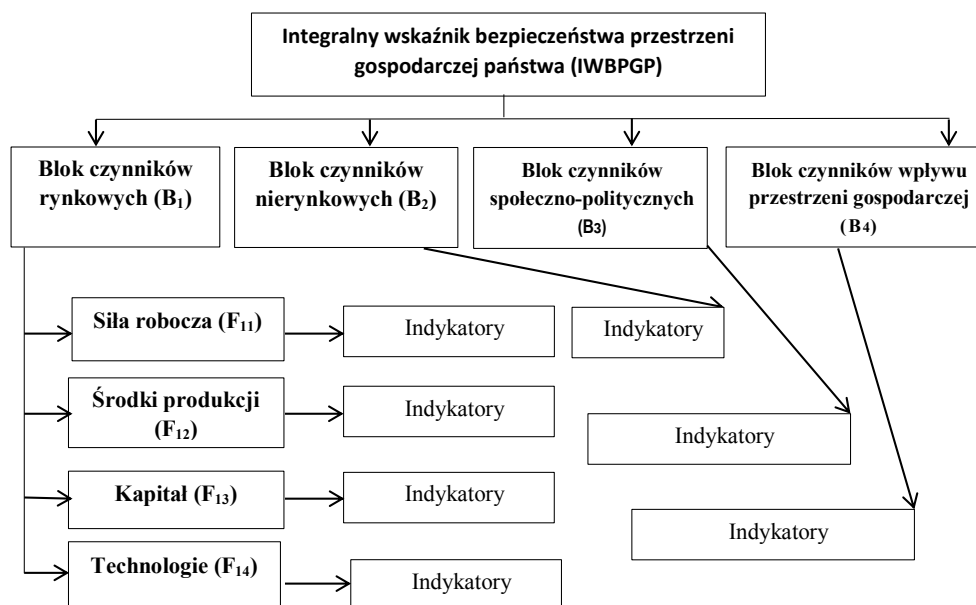 Integralny wskaźnik bezpieczeństwa przestrzeni
gospodarczej państwa (IWBPGP)
Blok czynników
rynkowych (B₁)
Blok czynników
nierynkowych (B₂)
Blok czynników
społeczno-politycznych
(B3)
Blok czynników wpływu
przestrzeni gospodarczej
(B4)
Siła robocza (F₁₁)
Indykatory
Indykatory
Środki produkcji
(F₁₂)
Indykatory
Indykatory
Kapitał (F₁₃)
Indykatory
Indykatory
Technologie (F₁₄)
Indykatory